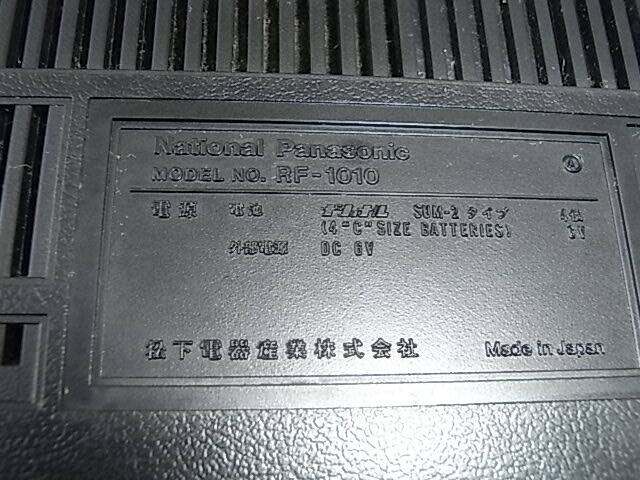 National Panasonic
MODEL NO. RF-1010 Ⓐ
電源 電池 ナショナル SUM-2 タイプ 4個
(4 "C" SIZE BATTERIES) 6V
外部電源 DC 6V
松下電器産業株式会社 Made in Japan